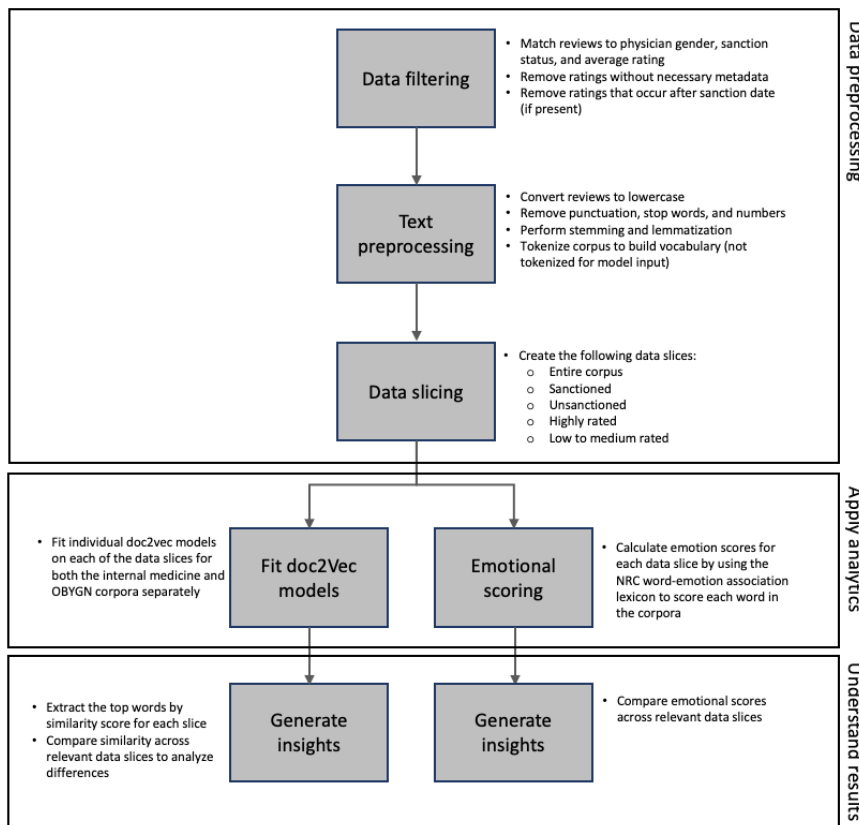 Data preprocessing
Data filtering
• Match reviews to physician gender, sanction
status, and average rating
• Remove ratings without necessary metadata
• Remove ratings that occur after sanction date
(if present)
Text
preprocessing
• Convert reviews to lowercase
• Remove punctuation, stop words, and numbers
• Perform stemming and lemmatization
• Tokenize corpus to build vocabulary (not
tokenized for model input)
Data slicing
• Create the following data slices:
o Entire corpus
o Sanctioned
o Unsanctioned
o Highly rated
o Low to medium rated
Apply analytics
• Fit individual doc2vec models
on each of the data slices for
both the internal medicine and
OBYGN corpora separately
Fit doc2Vec
models
Emotional
scoring
• Calculate emotion scores for
each data slice by using the
NRC word-emotion association
lexicon to score each word in
the corpora
Understand results
• Extract the top words by
similarity score for each slice
• Compare similarity across
relevant data slices to analyze
differences
Generate
insights
Generate
insights
• Compare emotional scores
across relevant data slices